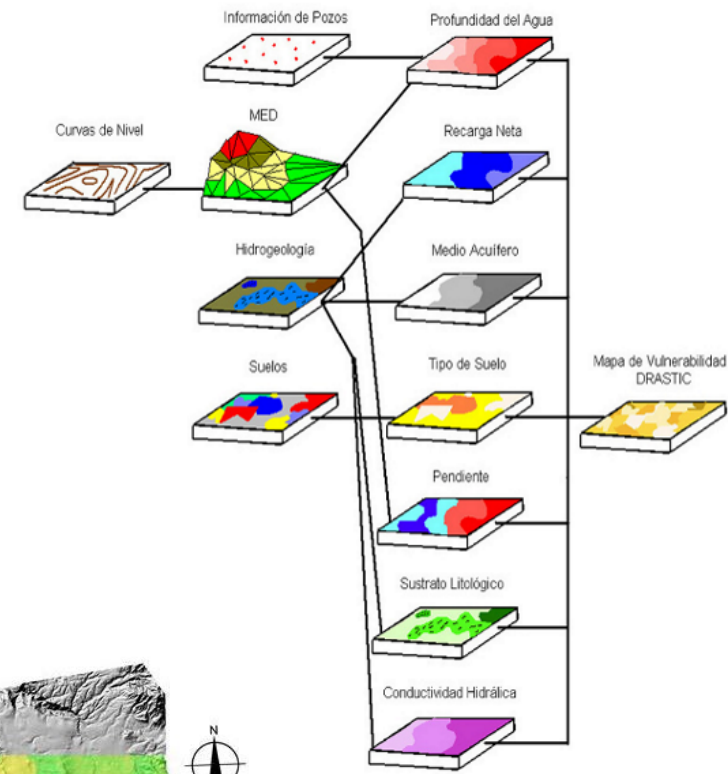 Información de Pozos
Profundidad del Agua
MED
Curvas de Nivel
Recarga Neta
Hidrogeología
Medio Acuífero
Suelos
Tipo de Suelo
Mapa de Vulnerabilidad
DRASTIC
Pendiente
Sustrato Litológico
Conductividad Hidrálica
N